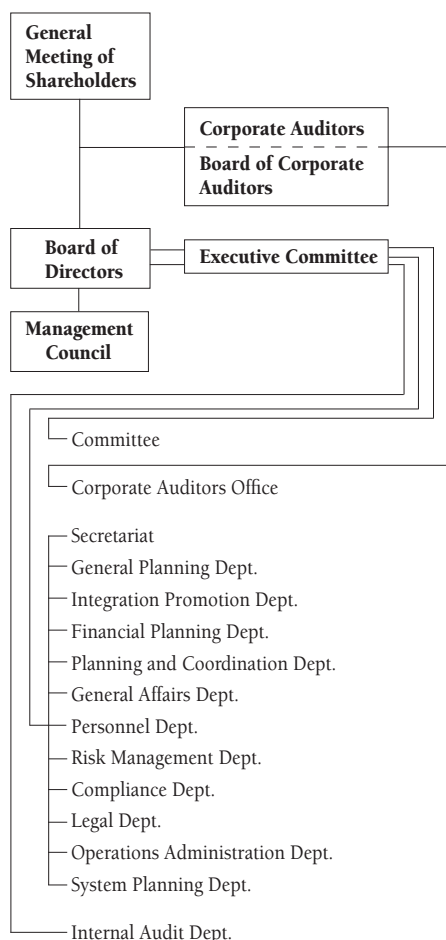 General
Meeting of
Shareholders
Corporate Auditors
Board of Corporate
Auditors
Board of
Directors
Executive Committee
Management
Council
Committee
Corporate Auditors Office
Secretariat
General Planning Dept.
Integration Promotion Dept.
Financial Planning Dept.
Planning and Coordination Dept.
General Affairs Dept.
Personnel Dept.
Risk Management Dept.
Compliance Dept.
Legal Dept.
Operations Administration Dept.
System Planning Dept.
Internal Audit Dept.